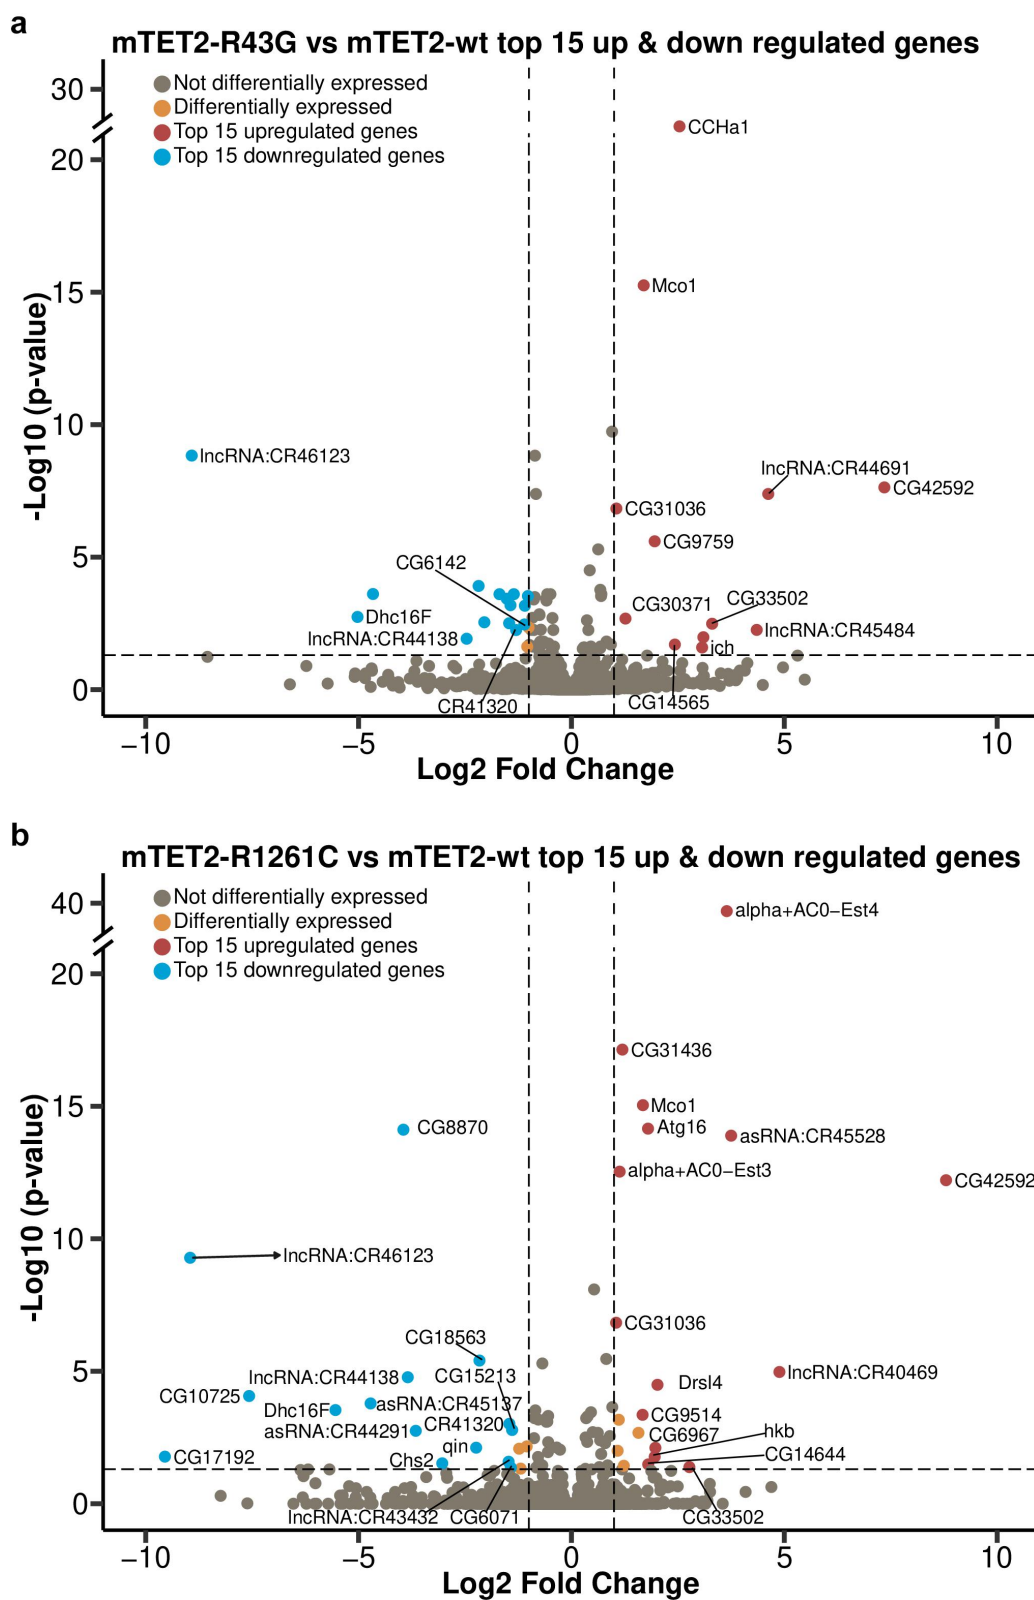 a
mTET2-R43G vs mTET2-wt top 15 up & down regulated genes
Not differentially expressed
Differentially expressed
Top 15 upregulated genes
Top 15 downregulated genes
30
20
15
10
5
0
-Log10 (p-value)
CCHa1
Mco1
lncRNA:CR46123
lncRNA:CR44691
CG42592
CG31036
CG9759
CG6142
CG30371
CG33502
Dhc16F
lncRNA:CR45484
lncRNA:CR44138
ich
CR41320
CG14565
−10
−5
0
5
10
Log2 Fold Change
b
mTET2-R1261C vs mTET2-wt top 15 up & down regulated genes
Not differentially expressed
Differentially expressed
Top 15 upregulated genes
Top 15 downregulated genes
40
20
15
10
5
0
-Log10 (p-value)
alpha+AC0−Est4
CG31436
Mco1
Atg16
CG8870
asRNA:CR45528
alpha+AC0−Est3
CG42592
lncRNA:CR46123
CG31036
CG18563
lncRNA:CR44138
CG15213
lncRNA:CR40469
Drsl4
CG10725
asRNA:CR45137
Dhc16F
CG9514
asRNA:CR44291
CR41320
CG6967
hkb
qin
CG14644
CG17192
Chs2
lncRNA:CR43432
CG6071
CG33502
−10
−5
0
5
10
Log2 Fold Change